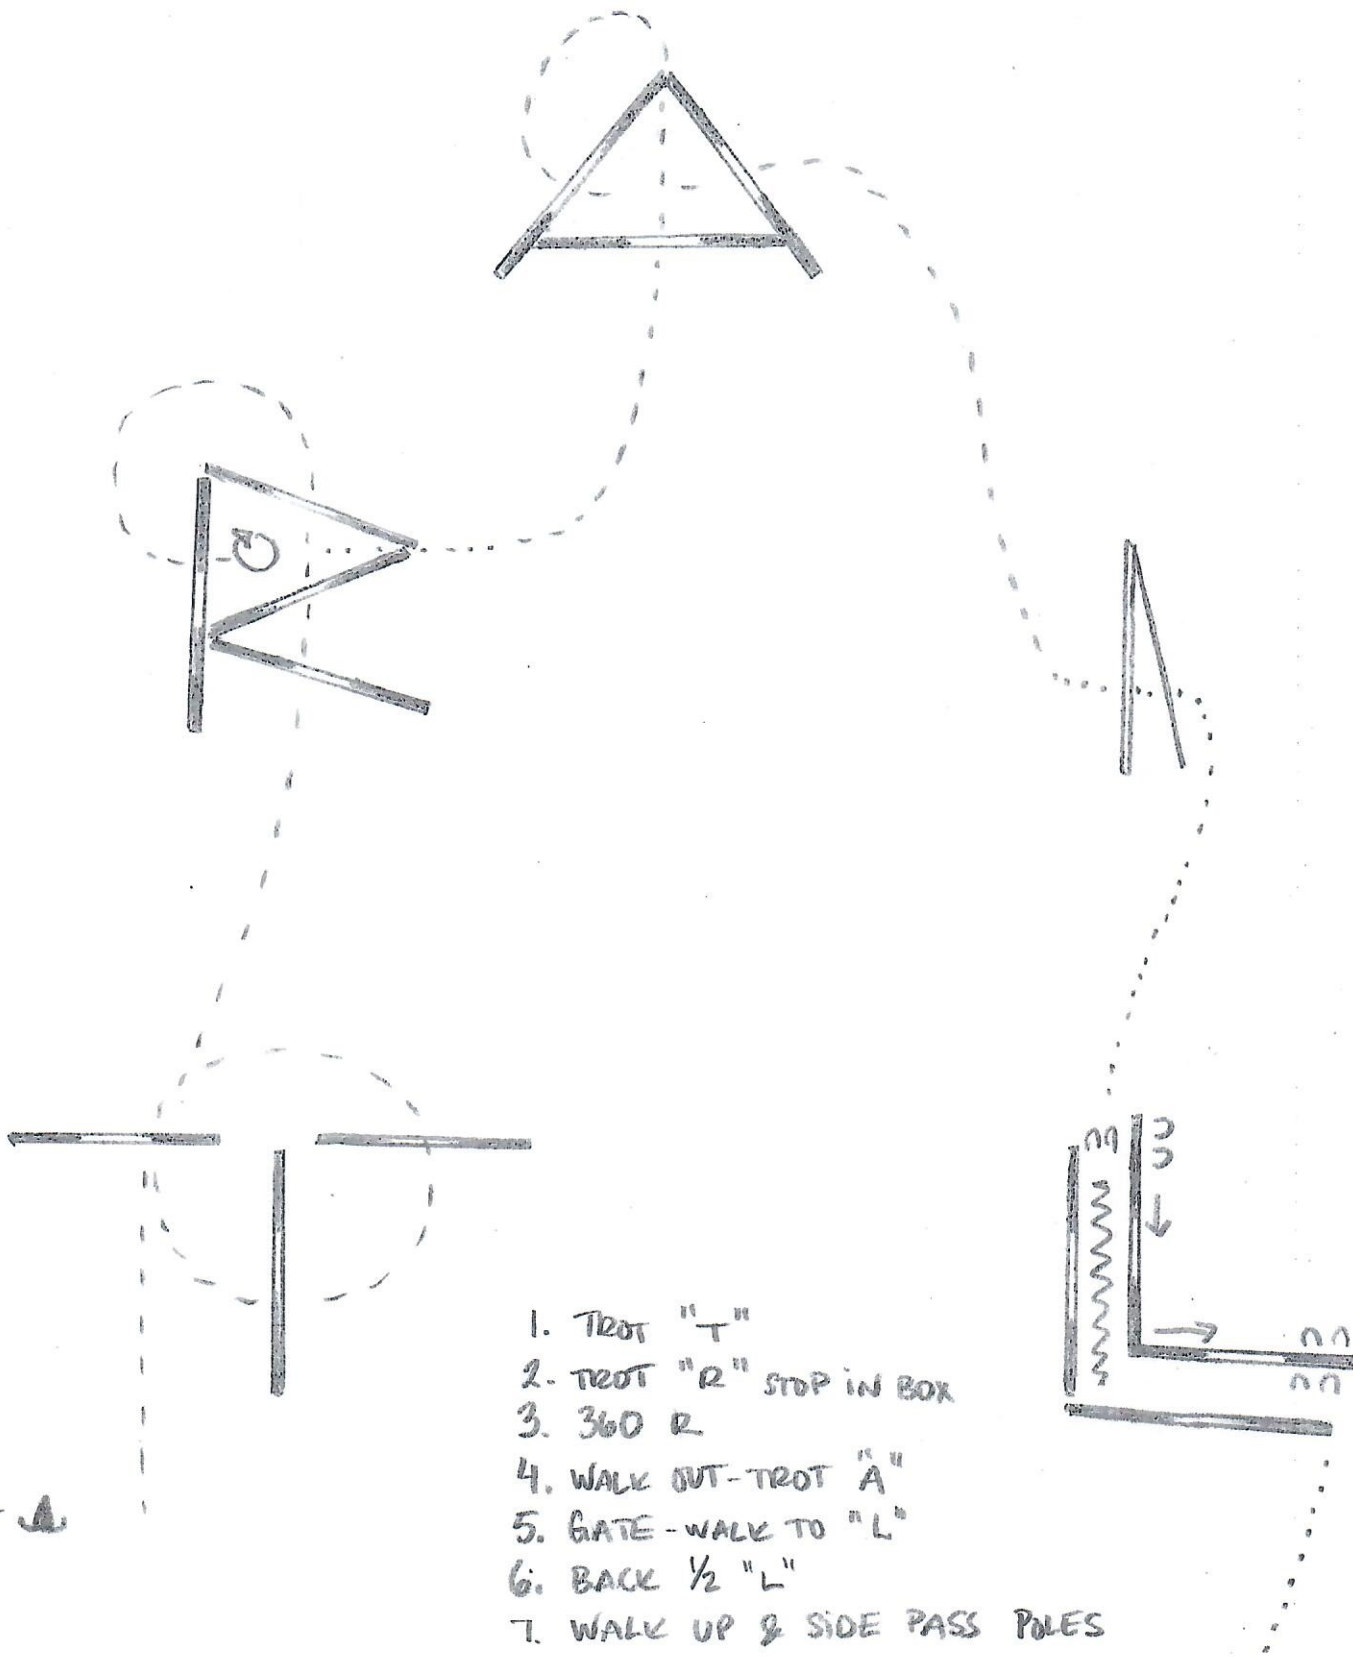 1. TROT "T"
2. TROT "R" STOP IN BOX
3. 360 R
4. WALK OUT-TROT "A"
5. GATE-WALK TO "L"
6. BACK ½ "L"
7. WALK UP & SIDE PASS POLES